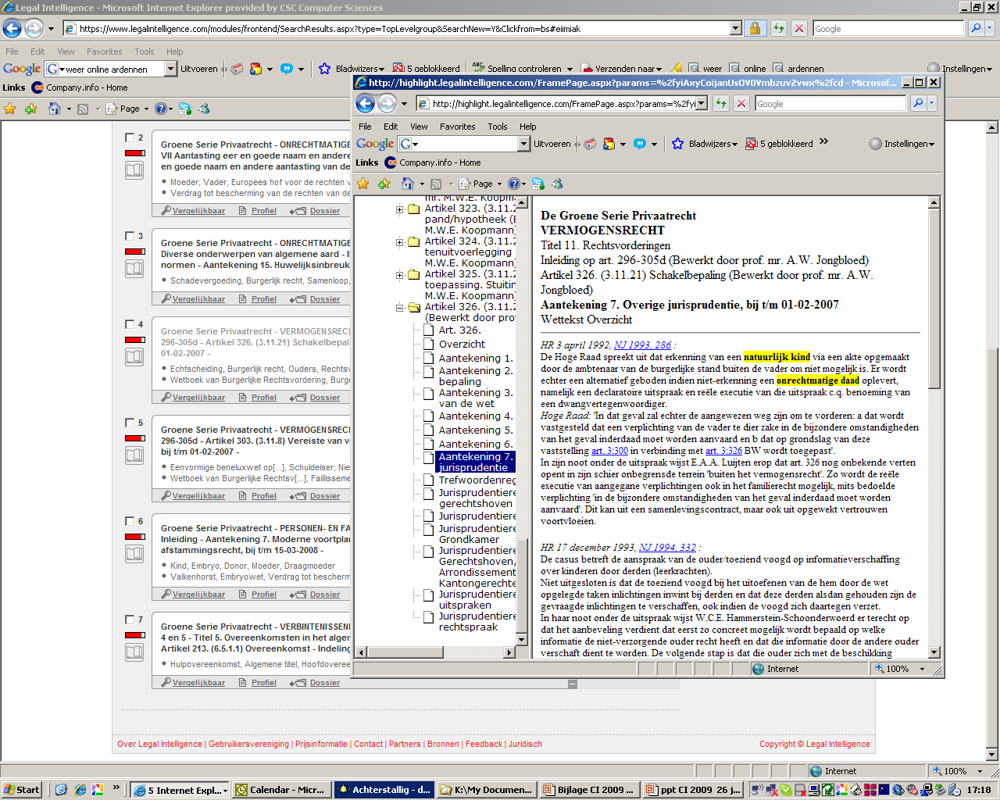 Legal Intelligence - Microsoft Internet Explorer provided by CSC Computer Sciences
https://www.legalintelligence.com/modules/frontend/SearchResults.aspx?type=TopLevelgroup&SearchNew=Y&Clickfrom=bs#eiimiak
Google
File Edit View Favorites Tools Help
Google G weer online ardennen Uitvoeren Bladwijzers 5 geblokkeerd Spelling controleren Verzenden naar weer online ardennen Instellingen
Links Company.info - Home
Page
2
Groene Serie Privaatrecht - ONRECHTMATIGE
VII Aantasting eer en goede naam en andere
en goede naam en andere aantasting van de
Moeder, Vader, Europees hof voor de rechten v
Verdrag tot bescherming van de rechten van de
Vergelijkbaar Profiel Dossier
3
Groene Serie Privaatrecht - ONRECHTMATIGE
Diverse onderwerpen van algemene aard - I
normen - Aantekening 15. Huwelijksinbreuk
Schadevergoeding, Burgerlijk recht, Samenloop,
Vergelijkbaar Profiel Dossier
4
Groene Serie Privaatrecht - VERMOGENSREC
296-305d - Artikel 326. (3.11.21) Schakelbepal
01-02-2007 -
Echtscheiding, Burgerlijk recht, Ouders, Rechts
Wetboek van Burgerlijke Rechtsvordering, Burge
Vergelijkbaar Profiel Dossier
5
Groene Serie Privaatrecht - VERMOGENSREC
296-305d - Artikel 303. (3.11.8) Vereiste van v
bij t/m 01-02-2007 -
Eenvormige beneluxwet op[...], Schuldeiser, Nie
Wetboek van Burgerlijke Rechtsv[...], Faillisseme
Vergelijkbaar Profiel Dossier
6
Groene Serie Privaatrecht - PERSONEN- EN FA
Inleiding - Aantekening 7. Moderne voortplan
afstammingsrecht, bij t/m 15-03-2008 -
Kind, Embryo, Donor, Moeder, Draagmoeder
Valkenhorst, Embryowet, Verdrag tot bescherm
Vergelijkbaar Profiel Dossier
7
Groene Serie Privaatrecht - VERBINTENISSEN
4 en 5 - Titel 5. Overeenkomsten in het algem
Artikel 213. (6.5.1.1) Overeenkomst - Indeling
Hulpovereenkomst, Algemene titel, Hoofdovere
Vergelijkbaar Profiel Dossier
Over Legal Intelligence | Gebruikersvereniging | Prijsinformatie | Contact | Partners | Bronnen | Feedback | Juridisch
Copyright © Legal Intelligence
http://highlight.legalintelligence.com/FramePage.aspx?params=%2fyiAxyCoijanUsOV0VmbzuvZvwx%2fcd - Microsof...
http://highlight.legalintelligence.com/FramePage.aspx?params=%2fyi
Google
File Edit View Favorites Tools Help
Google G Uitvoeren Bladwijzers 5 geblokkeerd Instellingen
Links Company.info - Home
Page
mr. M.W.E. Koopm
Artikel 323. (3.11.2
pand/hypotheek (B
M.W.E. Koopmann)
Artikel 324. (3.11.2
tenuitvoerlegging
M.W.E. Koopmann)
Artikel 325. (3.11.2
toepassing. Stuitin
M.W.E. Koopmann)
Artikel 326. (3.11.2
(Bewerkt door pro
Art. 326.
Overzicht
Aantekening 1.
Aantekening 2.
bepaling
Aantekening 3.
van de wet
Aantekening 4.
Aantekening 5.
Aantekening 6.
Aantekening 7.
jurisprudentie
Trefwoordenreg
Jurisprudentiere
gerechtshoven
Jurisprudentiere
Jurisprudentiere
Grondkamer
Jurisprudentiere
Gerechtshoven,
Arrondissement
Kantongerechte
Jurisprudentiere
uitspraken
Jurisprudentiere
rechtspraak
De Groene Serie Privaatrecht
VERMOGENSRECHT
Titel 11. Rechtsvorderingen
Inleiding op art. 296-305d (Bewerkt door prof. mr. A.W. Jongbloed)
Artikel 326. (3.11.21) Schakelbepaling (Bewerkt door prof. mr. A.W.
Jongbloed)
Aantekening 7. Overige jurisprudentie, bij t/m 01-02-2007
Wettekst Overzicht
HR 3 april 1992, NJ 1993, 286 :
De Hoge Raad spreekt uit dat erkenning van een natuurlijk kind via een akte opgemaakt
door de ambtenaar van de burgerlijke stand buiten de vader om niet mogelijk is. Er wordt
echter een alternatief geboden indien niet-erkenning een onrechtmatige daad oplevert,
namelijk een declaratoire uitspraak en reële executie van die uitspraak c.q. benoeming van
een dwangvertegenwoordiger.
Hoge Raad: 'In dat geval zal echter de aangewezen weg zijn om te vorderen: a dat wordt
vastgesteld dat een verplichting van de vader te dier zake in de bijzondere omstandigheden
van het geval inderdaad moet worden aanvaard en b dat op grondslag van deze
vaststelling art. 3:300 in verbinding met art. 3:326 BW wordt toegepast'.
In zijn noot onder de uitspraak wijst E.A.A. Luijten erop dat art. 326 nog onbekende verten
opent in zijn schier onbegrensde terrein 'buiten het vermogensrecht'. Zo wordt de reële
executie van aangegane verplichtingen ook in het familierecht mogelijk, mits bedoelde
verplichting 'in de bijzondere omstandigheden van het geval inderdaad moet worden
aanvaard'. Dit kan uit een samenlevingscontract, maar ook uit opgewekt vertrouwen
voortvloeien.
HR 17 december 1993, NJ 1994, 332 :
De casus betreft de aanspraak van de ouder/toeziend voogd op informatieverschaffing
over kinderen door derden (leerkrachten).
Niet uitgesloten is dat de toeziend voogd bij het uitoefenen van de hem door de wet
opgelegde taken inlichtingen inwint bij derden en dat deze derden alsdan gehouden zijn de
gevraagde inlichtingen te verschaffen, ook indien de voogd zich daartegen verzet.
In haar noot onder de uitspraak wijst W.C.E. Hammerstein-Schoonderwoerd er terecht op
dat het aanbeveling verdient dat eerst zo concreet mogelijk wordt bepaald op welke
informatie de niet-verzorgende ouder recht heeft en dat die informatie door de andere ouder
verschaft dient te worden. De volgende stap is dat die ouder zich met de beschikking
Internet 100%
Internet 100%
Start 5 Internet Expl... Calendar - Micr... Achterstallig - d... K:\My Documen... Bijlage CI 2009 ... ppt CI 2009 26 j... 17:18